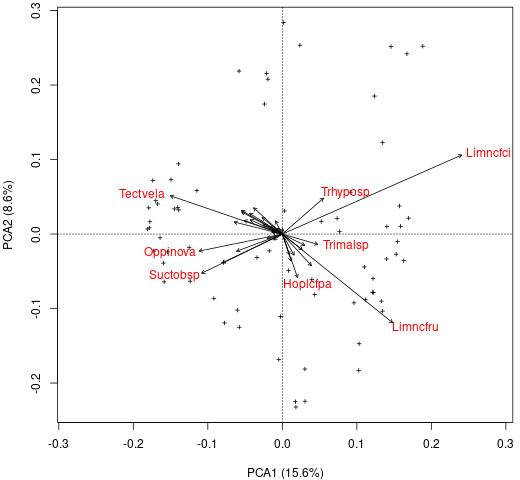 0.3
0.2
0.1
0.0
-0.1
-0.2
PCA2 (8.6%)
Limncfci
Tectvela
Trhyposp
Trimalsp
Oppinova
Suctobsp
Hoplcfpa
Limncfru
-0.3 -0.2 -0.1 0.0 0.1 0.2 0.3
PCA1 (15.6%)